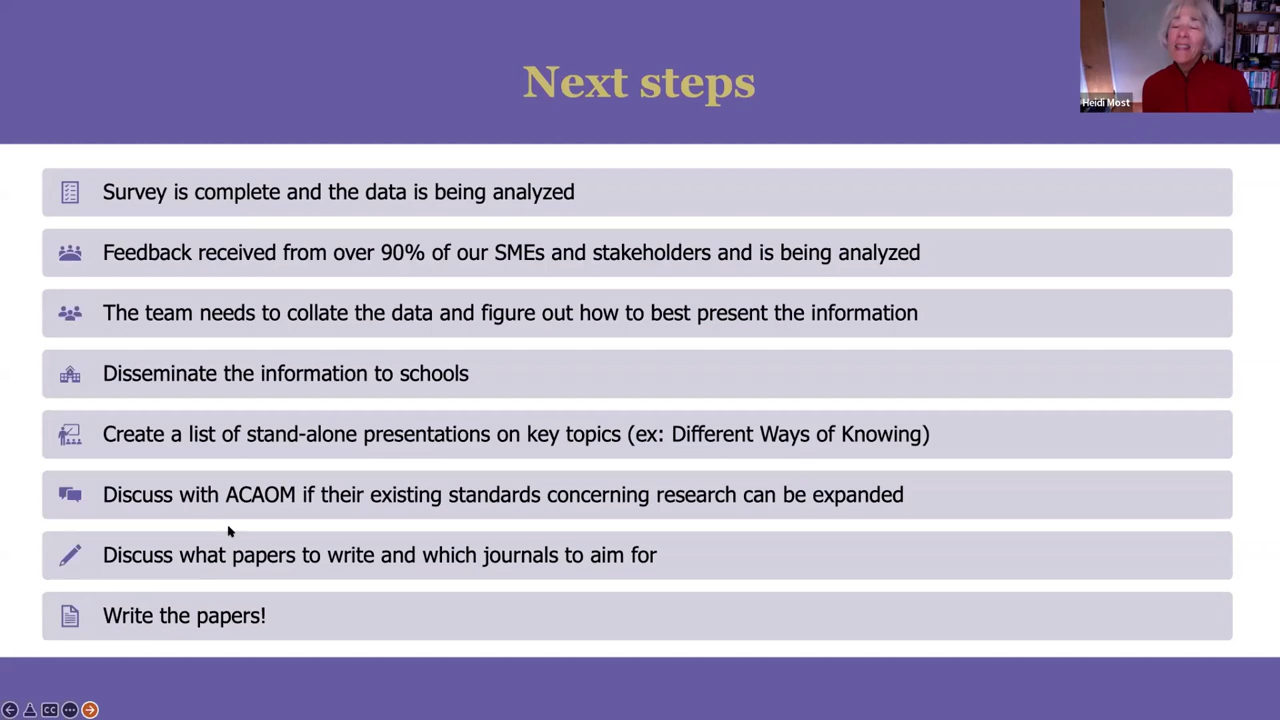 Next steps
Heidi Most
Survey is complete and the data is being analyzed
Feedback received from over 90% of our SMEs and stakeholders and is being analyzed
The team needs to collate the data and figure out how to best present the information
Disseminate the information to schools
Create a list of stand-alone presentations on key topics (ex: Different Ways of Knowing)
Discuss with ACAOM if their existing standards concerning research can be expanded
Discuss what papers to write and which journals to aim for
Write the papers!
CC